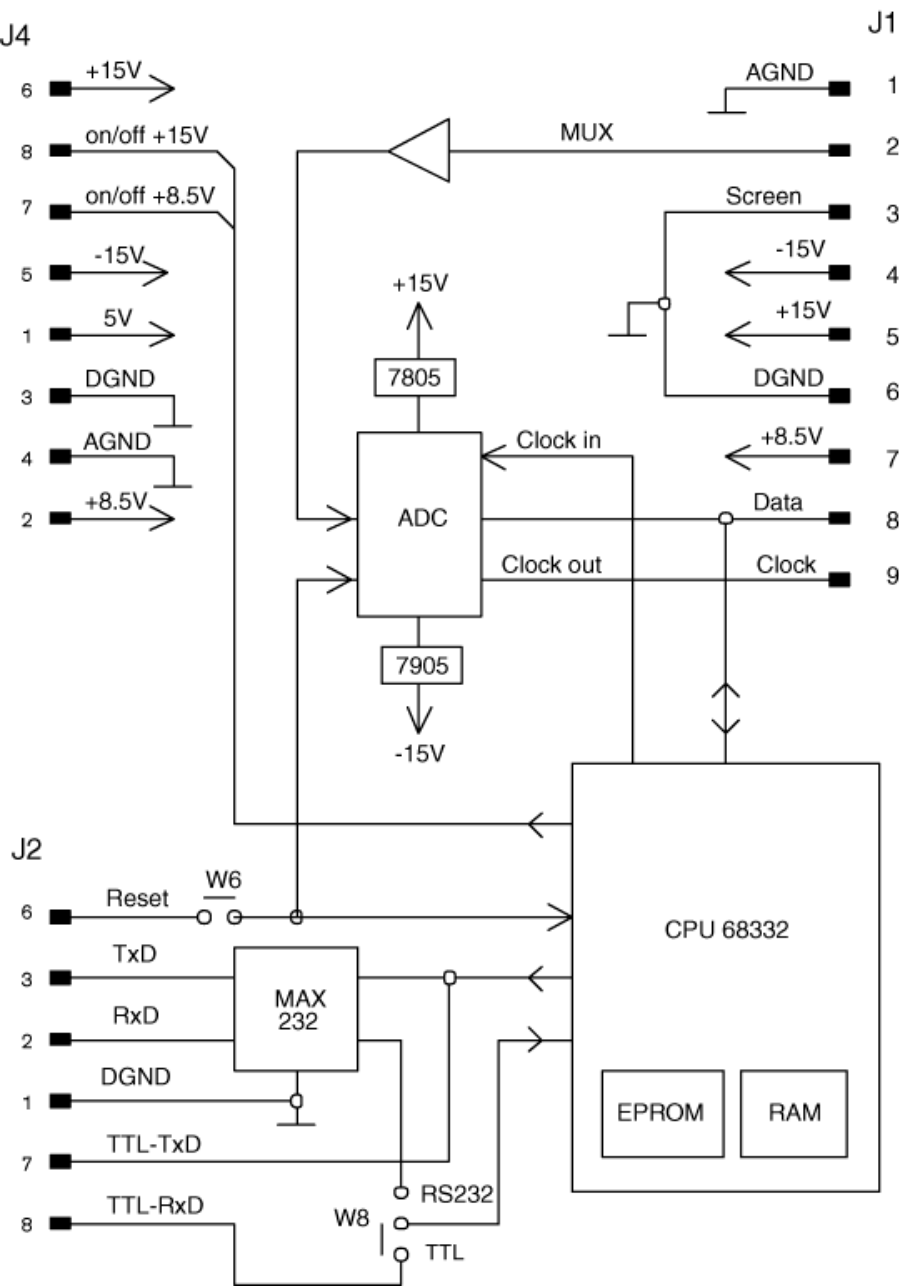 J4
J1
6 +15V
AGND 1
8 on/off +15V
MUX 2
7 on/off +8.5V
Screen 3
5 -15V
-15V 4
+15V
1 5V
+15V 5
7805
3 DGND
DGND 6
4 AGND
Clock in
+8.5V 7
2 +8.5V
ADC
Data 8
Clock out
Clock 9
7905
-15V
J2
W6
6 Reset
CPU 68332
3 TxD
MAX
232
2 RxD
1 DGND
EPROM
RAM
7 TTL-TxD
RS232
8 TTL-RxD
W8
TTL